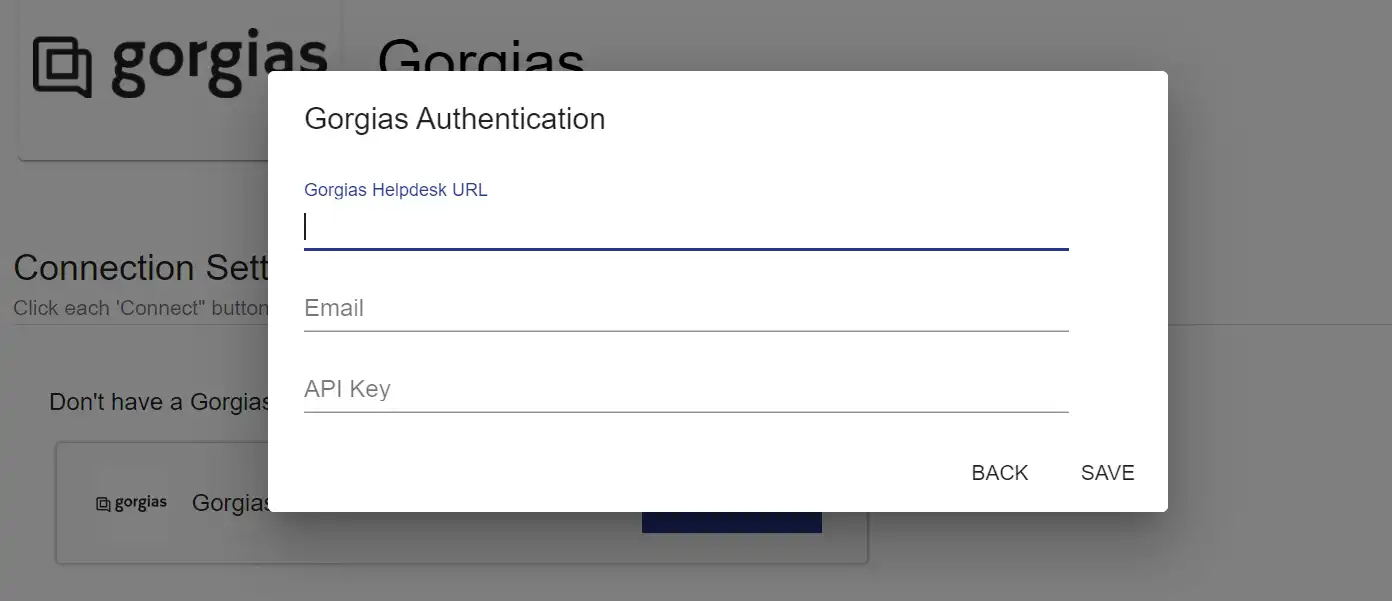 gorgias
Gorgias
Gorgias Authentication
Gorgias Helpdesk URL
Email
API Key
BACK SAVE
Connection Sett
Click each 'Connect" button
Don't have a Gorgias
gorgias Gorgias